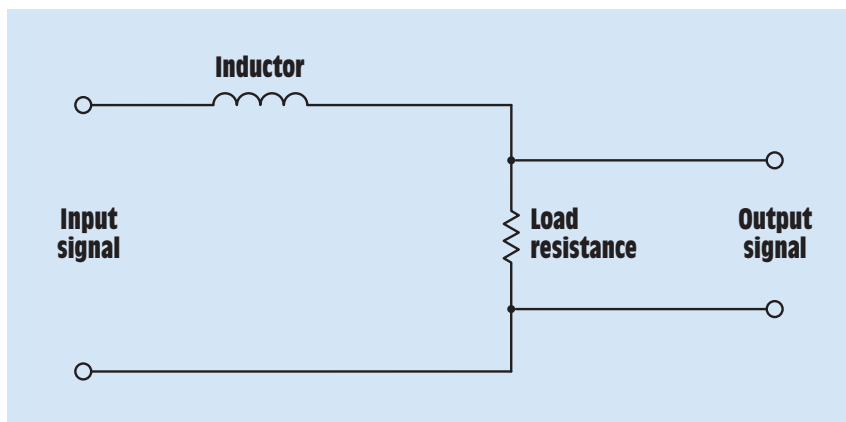 Inductor
Input
signal
Load
resistance
Output
signal